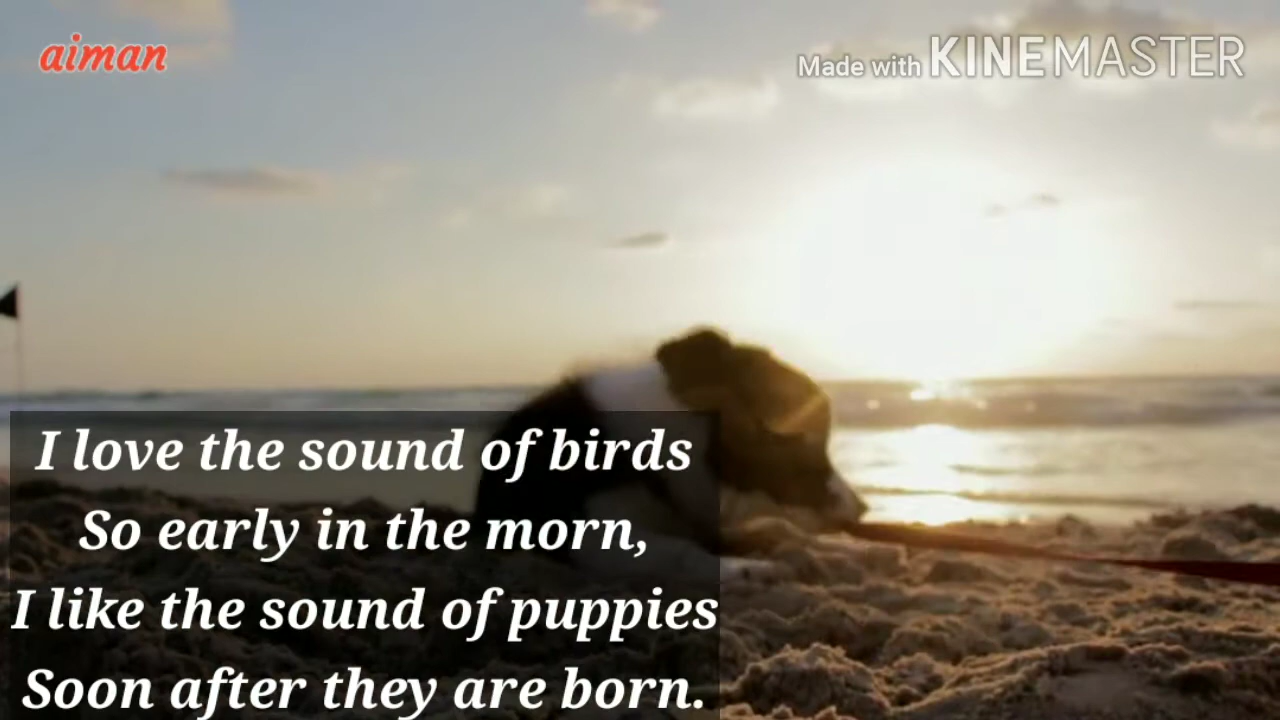 aiman
Made with KINEMASTER
I love the sound of birds
So early in the morn,
I like the sound of puppies
Soon after they are born.